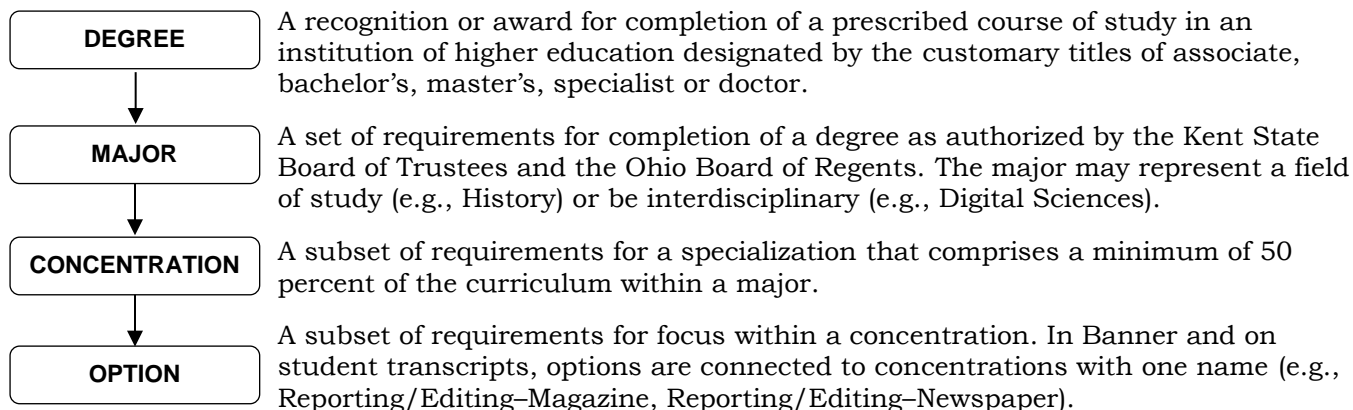 DEGREE
A recognition or award for completion of a prescribed course of study in an
institution of higher education designated by the customary titles of associate,
bachelor’s, master’s, specialist or doctor.
MAJOR
A set of requirements for completion of a degree as authorized by the Kent State
Board of Trustees and the Ohio Board of Regents. The major may represent a field
of study (e.g., History) or be interdisciplinary (e.g., Digital Sciences).
CONCENTRATION
A subset of requirements for a specialization that comprises a minimum of 50
percent of the curriculum within a major.
OPTION
A subset of requirements for focus within a concentration. In Banner and on
student transcripts, options are connected to concentrations with one name (e.g.,
Reporting/Editing–Magazine, Reporting/Editing–Newspaper).